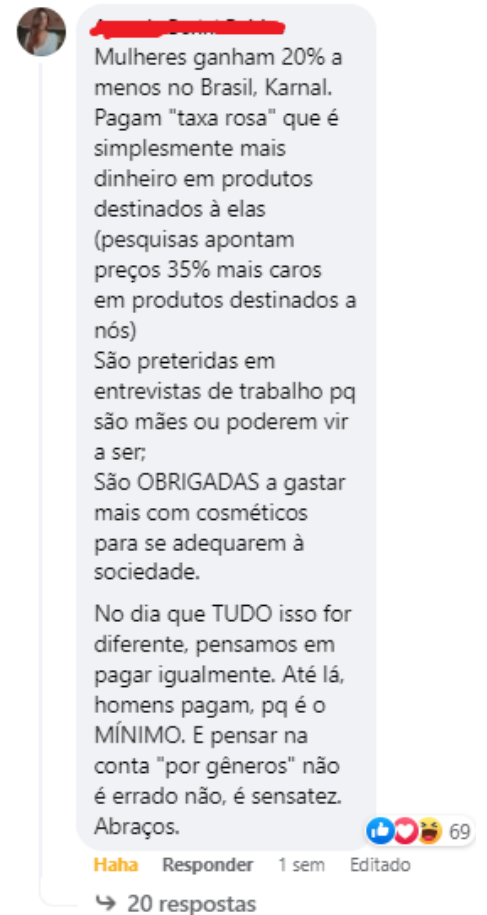 Mulheres ganham 20% a
menos no Brasil, Karnal.
Pagam "taxa rosa" que é
simplesmente mais
dinheiro em produtos
destinados à elas
(pesquisas apontam
preços 35% mais caros
em produtos destinados a
nós)
São preteridas em
entrevistas de trabalho pq
são mães ou poderem vir
a ser;
São OBRIGADAS a gastar
mais com cosméticos
para se adequarem à
sociedade.
No dia que TUDO isso for
diferente, pensamos em
pagar igualmente. Até lá,
homens pagam, pq é o
MÍNIMO. E pensar na
conta "por gêneros" não
é errado não, é sensatez.
Abraços.
69
Haha Responder 1 sem Editado
20 respostas